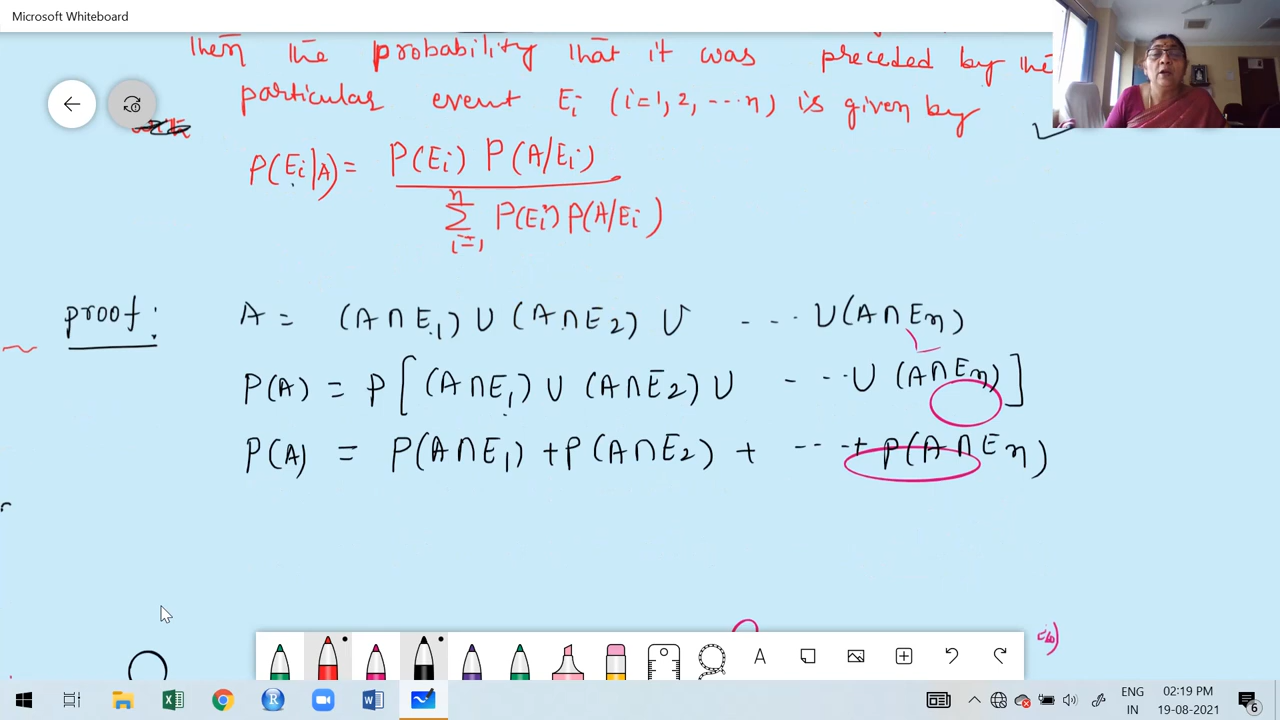 Microsoft Whiteboard
Then the probability that it was preceded by the
particular event Ei (i=1, 2, ---n) is given by
P(Ei|A) = P(Ei) P(A/Ei)
n
∑ P(Ei) P(A/Ei)
i=1
proof: A = (A∩E1) ∪ (A∩E2) ∪ --- ∪(A∩En)
P(A) = P[(A∩E1) ∪ (A∩E2) ∪ ---∪ (A∩En)]
P(A) = P(A∩E1) +P(A∩E2) + ---+ P(A∩En)
A
ENG
IN
02:19 PM
19-08-2021
6